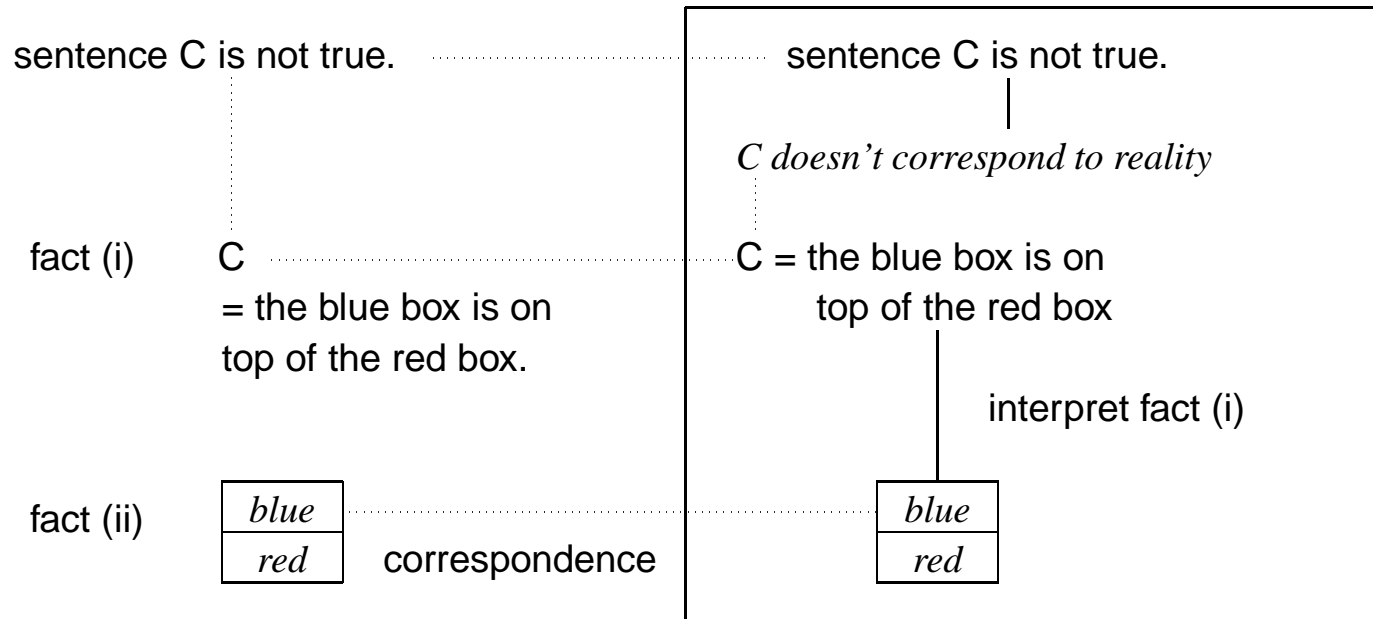 sentence C is not true.
sentence C is not true.
C doesn't correspond to reality
fact (i)
C
= the blue box is on
top of the red box.
C = the blue box is on
top of the red box
interpret fact (i)
fact (ii)
blue
red
correspondence
blue
red